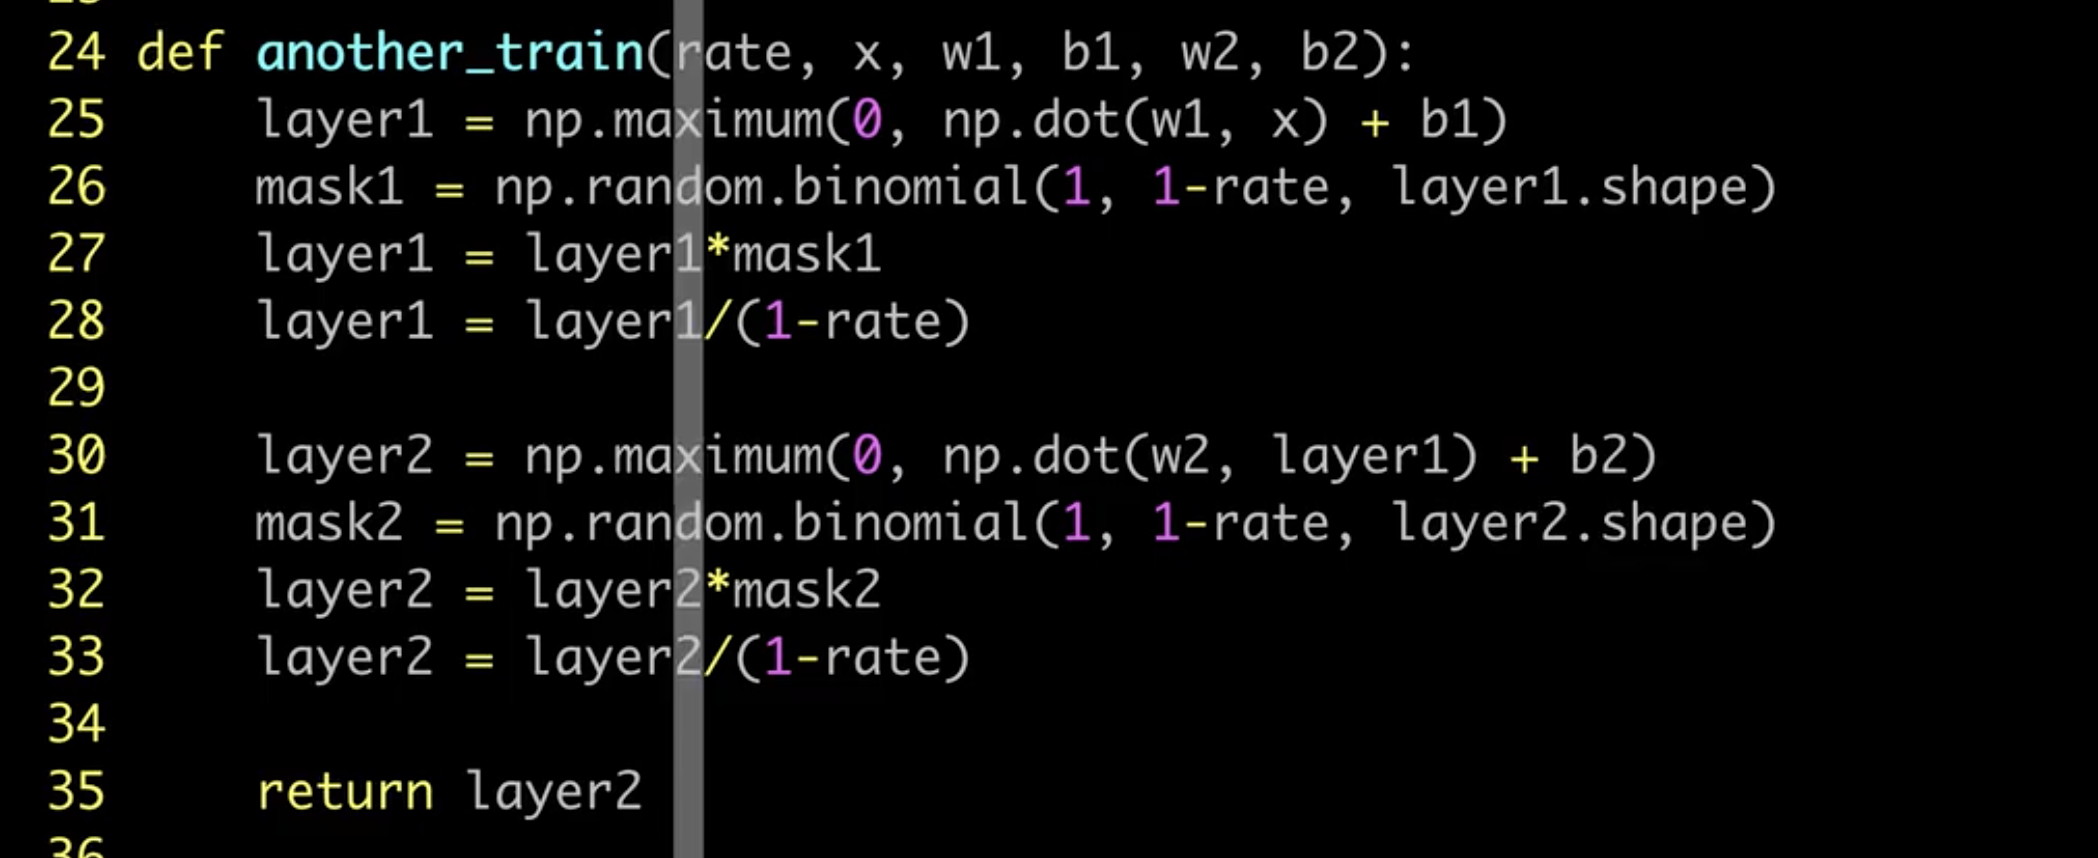 24 def another_train(rate, x, w1, b1, w2, b2):
25     layer1 = np.maximum(0, np.dot(w1, x) + b1)
26     mask1 = np.random.binomial(1, 1-rate, layer1.shape)
27     layer1 = layer1*mask1
28     layer1 = layer1/(1-rate)
29
30     layer2 = np.maximum(0, np.dot(w2, layer1) + b2)
31     mask2 = np.random.binomial(1, 1-rate, layer2.shape)
32     layer2 = layer2*mask2
33     layer2 = layer2/(1-rate)
34
35     return layer2
36